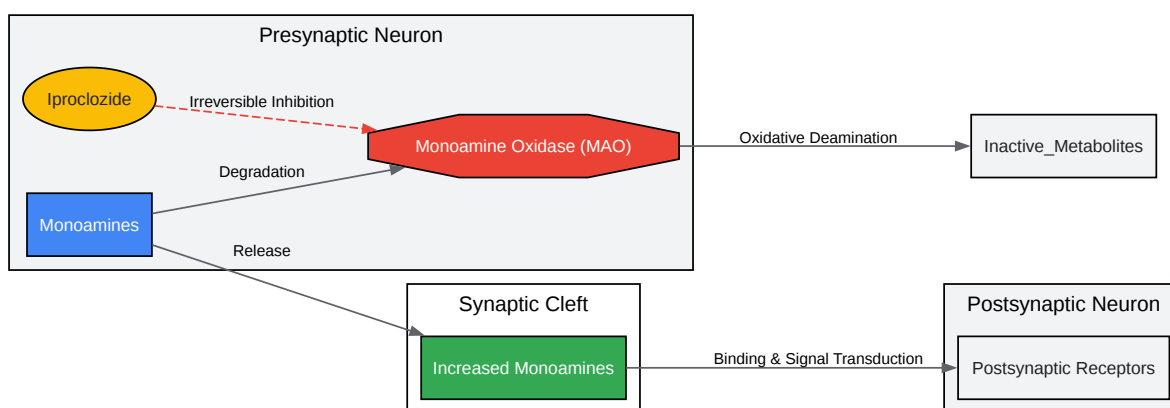 Presynaptic Neuron
Iproclozide
Irreversible Inhibition
Monoamine Oxidase (MAO)
Oxidative Deamination
Inactive_Metabolites
Degradation
Monoamines
Release
Synaptic Cleft
Postsynaptic Neuron
Increased Monoamines
Binding & Signal Transduction
Postsynaptic Receptors